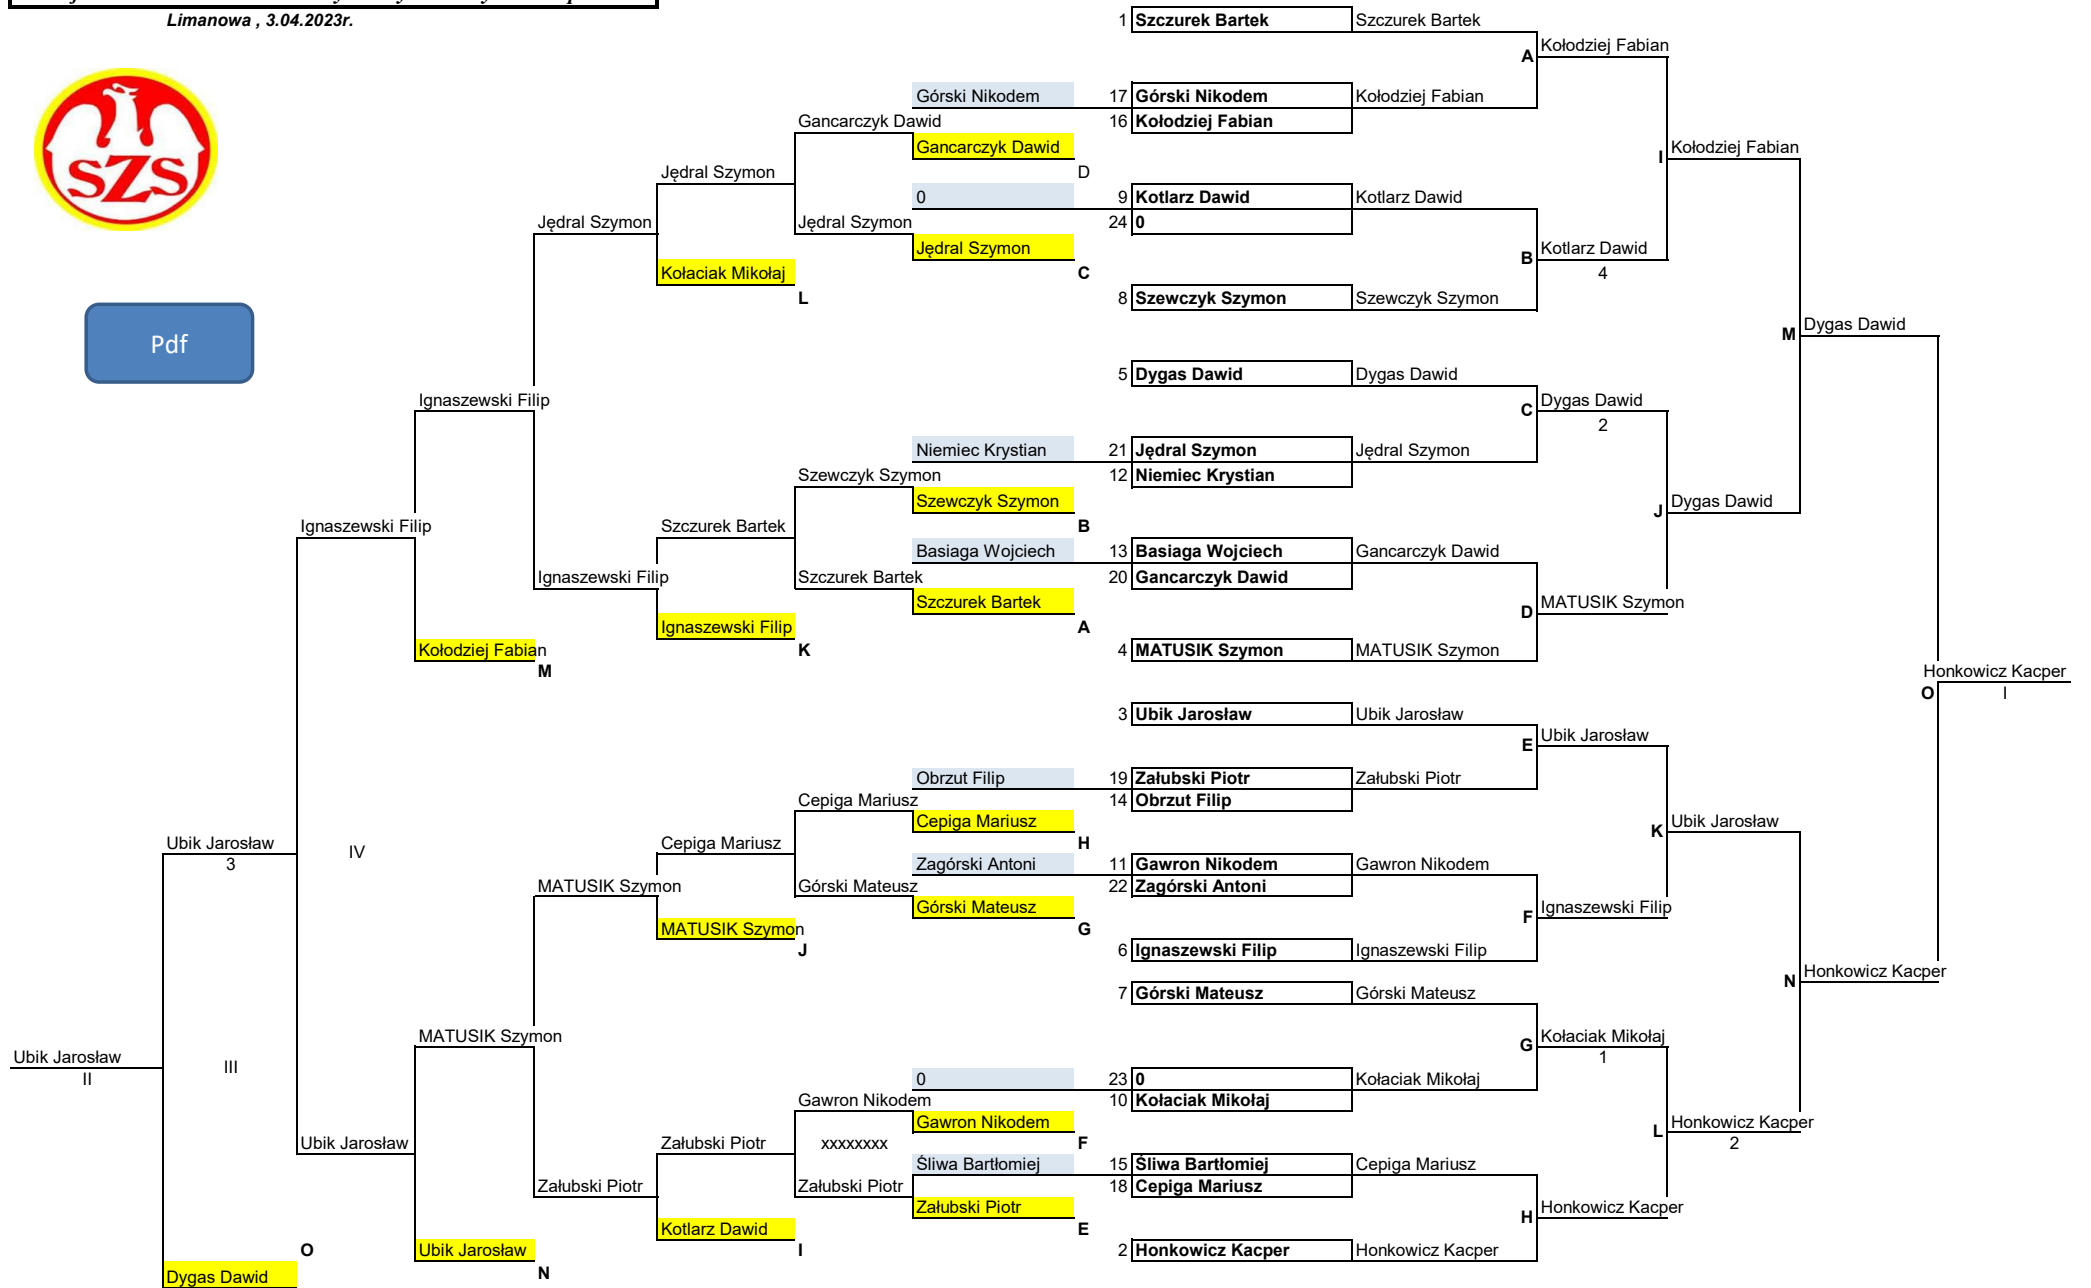 Limanowa , 3.04.2023r.
SZS
Pdf
1 Szczurek Bartek Szczurek Bartek
A Kołodziej Fabian
Górski Nikodem 17 Górski Nikodem Kołodziej Fabian
Gancarczyk Dawid 16 Kołodziej Fabian
Gancarczyk Dawid
I Kołodziej Fabian
Jędral Szymon D
0 9 Kotlarz Dawid Kotlarz Dawid
Jędral Szymon Jędral Szymon 24 0
Jędral Szymon B Kotlarz Dawid
Kołaciak Mikołaj C 4
L 8 Szewczyk Szymon Szewczyk Szymon
M Dygas Dawid
5 Dygas Dawid Dygas Dawid
Ignaszewski Filip C Dygas Dawid
2
Niemiec Krystian 21 Jędral Szymon Jędral Szymon
Szewczyk Szymon 12 Niemiec Krystian
Szewczyk Szymon J Dygas Dawid
Ignaszewski Filip Szczurek Bartek B
Basiaga Wojciech 13 Basiaga Wojciech Gancarczyk Dawid
Ignaszewski Filip Szczurek Bartek 20 Gancarczyk Dawid
Szczurek Bartek D MATUSIK Szymon
Ignaszewski Filip A
Kołodziej Fabian K 4 MATUSIK Szymon MATUSIK Szymon
M Honkowicz Kacper
O I
3 Ubik Jarosław Ubik Jarosław
E Ubik Jarosław
Obrzut Filip 19 Załubski Piotr Załubski Piotr
Cepiga Mariusz 14 Obrzut Filip
Cepiga Mariusz K Ubik Jarosław
Ubik Jarosław IV Cepiga Mariusz H
3 Zagórski Antoni 11 Gawron Nikodem Gawron Nikodem
MATUSIK Szymon Górski Mateusz 22 Zagórski Antoni
Górski Mateusz F Ignaszewski Filip
MATUSIK Szymon G
J 6 Ignaszewski Filip Ignaszewski Filip
N Honkowicz Kacper
7 Górski Mateusz Górski Mateusz
MATUSIK Szymon G Kołaciak Mikołaj
Ubik Jarosław III 1
II 0 23 0 Kołaciak Mikołaj
Gawron Nikodem 10 Kołaciak Mikołaj
Gawron Nikodem L Honkowicz Kacper
Ubik Jarosław Załubski Piotr xxxxxxxx F 2
Śliwa Bartłomiej 15 Śliwa Bartłomiej Cepiga Mariusz
Załubski Piotr Załubski Piotr 18 Cepiga Mariusz
Załubski Piotr H Honkowicz Kacper
Kotlarz Dawid E
O Ubik Jarosław I 2 Honkowicz Kacper Honkowicz Kacper
Dygas Dawid N